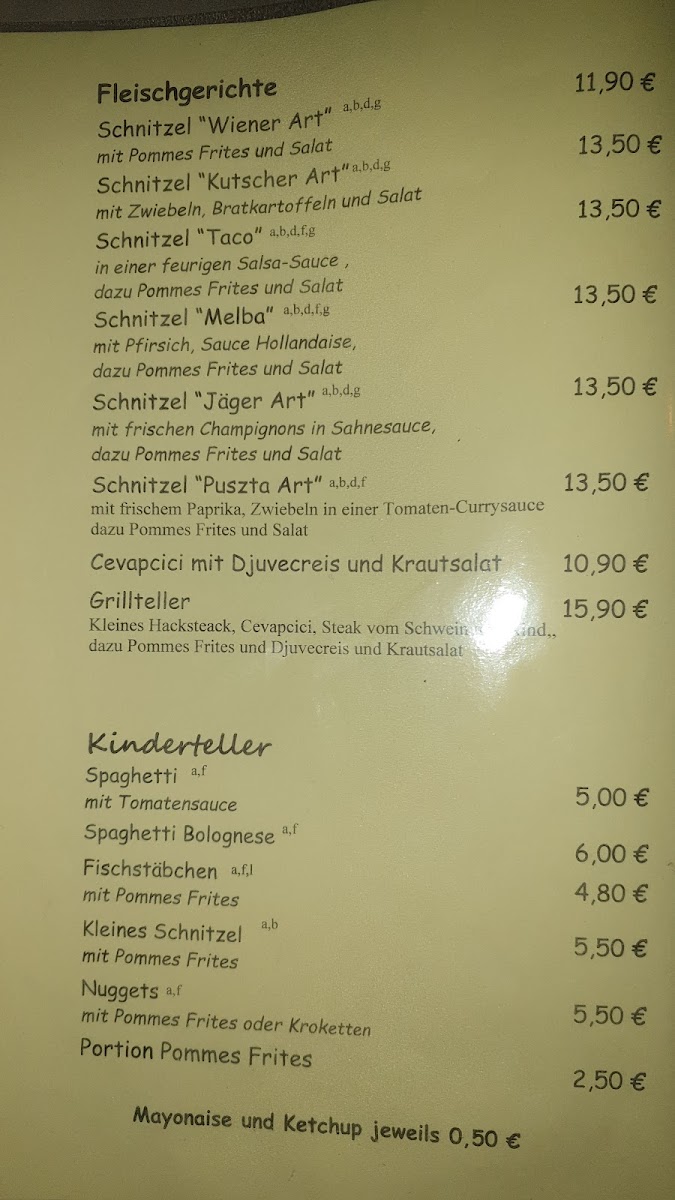 Fleischgerichte 11,90 €
Schnitzel "Wiener Art" a,b,d,g
mit Pommes Frites und Salat 13,50 €
Schnitzel "Kutscher Art" a,b,d,g
mit Zwiebeln, Bratkartoffeln und Salat 13,50 €
Schnitzel "Taco" a,b,d,f,g
in einer feurigen Salsa-Sauce ,
dazu Pommes Frites und Salat 13,50 €
Schnitzel "Melba" a,b,d,f,g
mit Pfirsich, Sauce Hollandaise,
dazu Pommes Frites und Salat 13,50 €
Schnitzel "Jäger Art" a,b,d,g
mit frischen Champignons in Sahnesauce,
dazu Pommes Frites und Salat
Schnitzel "Puszta Art" a,b,d,f 13,50 €
mit frischem Paprika, Zwiebeln in einer Tomaten-Currysauce
dazu Pommes Frites und Salat
Cevapcici mit Djuvecreis und Krautsalat 10,90 €
Grillteller 15,90 €
Kleines Hacksteack, Cevapcici, Steak vom Schwein
dazu Pommes Frites und Djuvecreis und Krautsalat
Kinderteller
Spaghetti a,f
mit Tomatensauce 5,00 €
Spaghetti Bolognese a,f
6,00 €
Fischstäbchen a,f,l
mit Pommes Frites 4,80 €
Kleines Schnitzel a,b
mit Pommes Frites 5,50 €
Nuggets a,f
mit Pommes Frites oder Kroketten 5,50 €
Portion Pommes Frites
2,50 €
Mayonaise und Ketchup jeweils 0,50 €